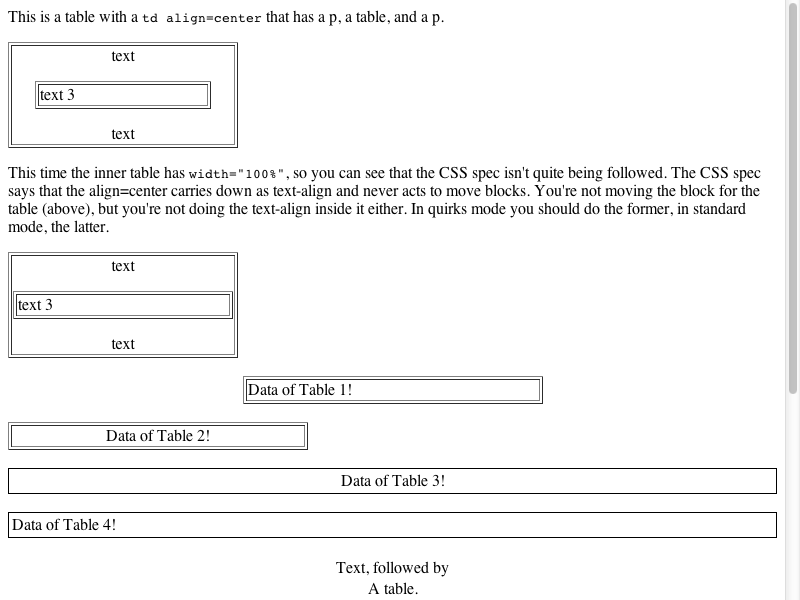 This is a table with a td align=center that has a p, a table, and a p.
text
text 3
text
This time the inner table has width="100%", so you can see that the CSS spec isn't quite being followed. The CSS spec
says that the align=center carries down as text-align and never acts to move blocks. You're not moving the block for the
table (above), but you're not doing the text-align inside it either. In quirks mode you should do the former, in standard
mode, the latter.
text
text 3
text
Data of Table 1!
Data of Table 2!
Data of Table 3!
Data of Table 4!
Text, followed by
A table.